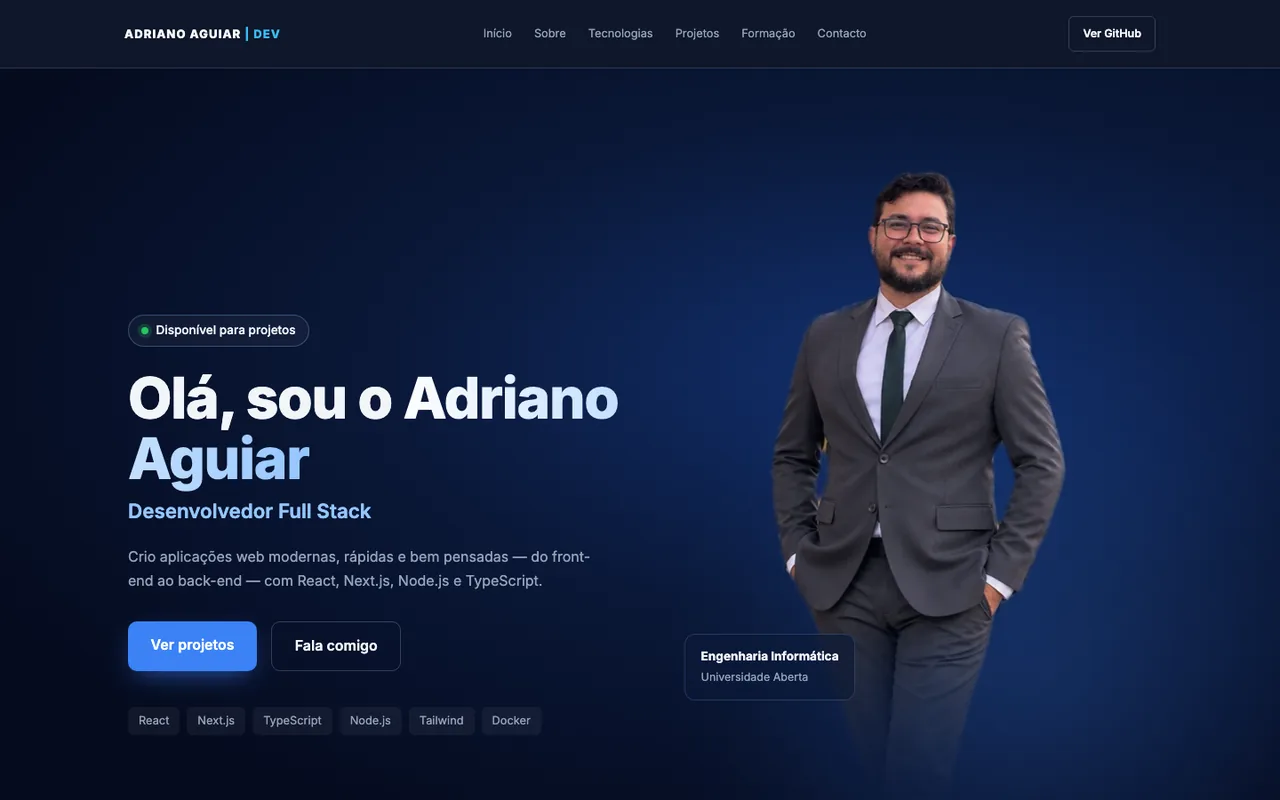 ADRIANO AGUIAR | DEV
Início
Sobre
Tecnologias
Projetos
Formação
Contacto
Ver GitHub
Disponível para projetos
Olá, sou o Adriano
Aguiar
Desenvolvedor Full Stack
Crio aplicações web modernas, rápidas e bem pensadas — do front-
end ao back-end — com React, Next.js, Node.js e TypeScript.
Ver projetos
Fala comigo
Engenharia Informática
Universidade Aberta
React
Next.js
TypeScript
Node.js
Tailwind
Docker